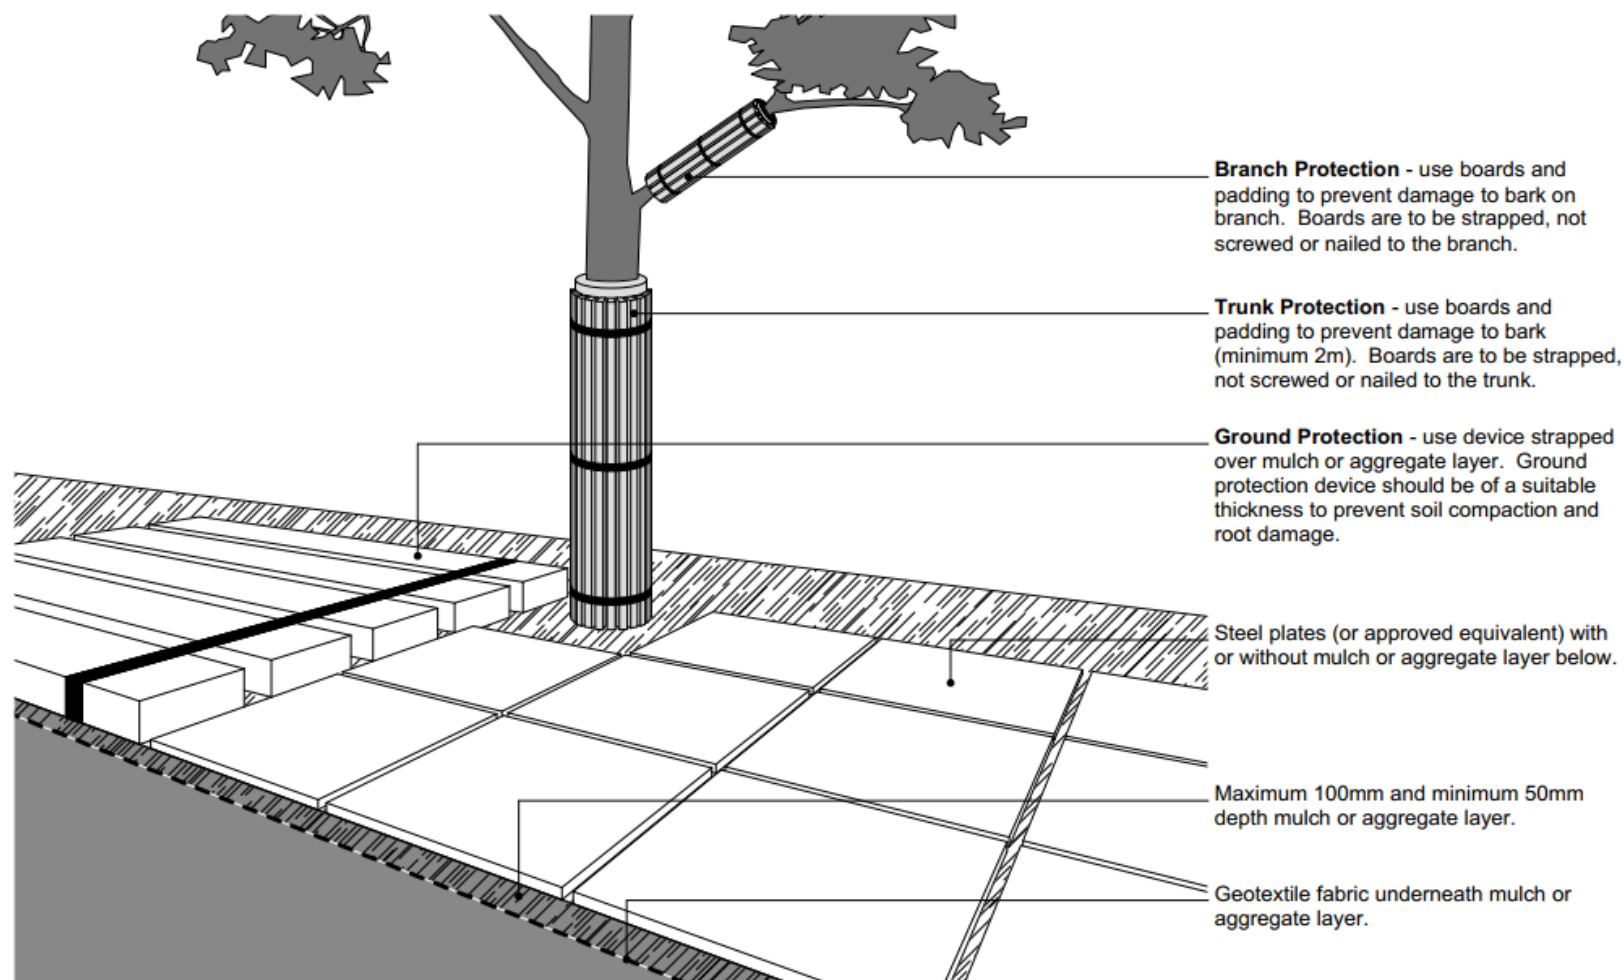 Branch Protection - use boards and
padding to prevent damage to bark on
branch. Boards are to be strapped, not
screwed or nailed to the branch.
Trunk Protection - use boards and
padding to prevent damage to bark
(minimum 2m). Boards are to be strapped,
not screwed or nailed to the trunk.
Ground Protection - use device strapped
over mulch or aggregate layer. Ground
protection device should be of a suitable
thickness to prevent soil compaction and
root damage.
Steel plates (or approved equivalent) with
or without mulch or aggregate layer below.
Maximum 100mm and minimum 50mm
depth mulch or aggregate layer.
Geotextile fabric underneath mulch or
aggregate layer.